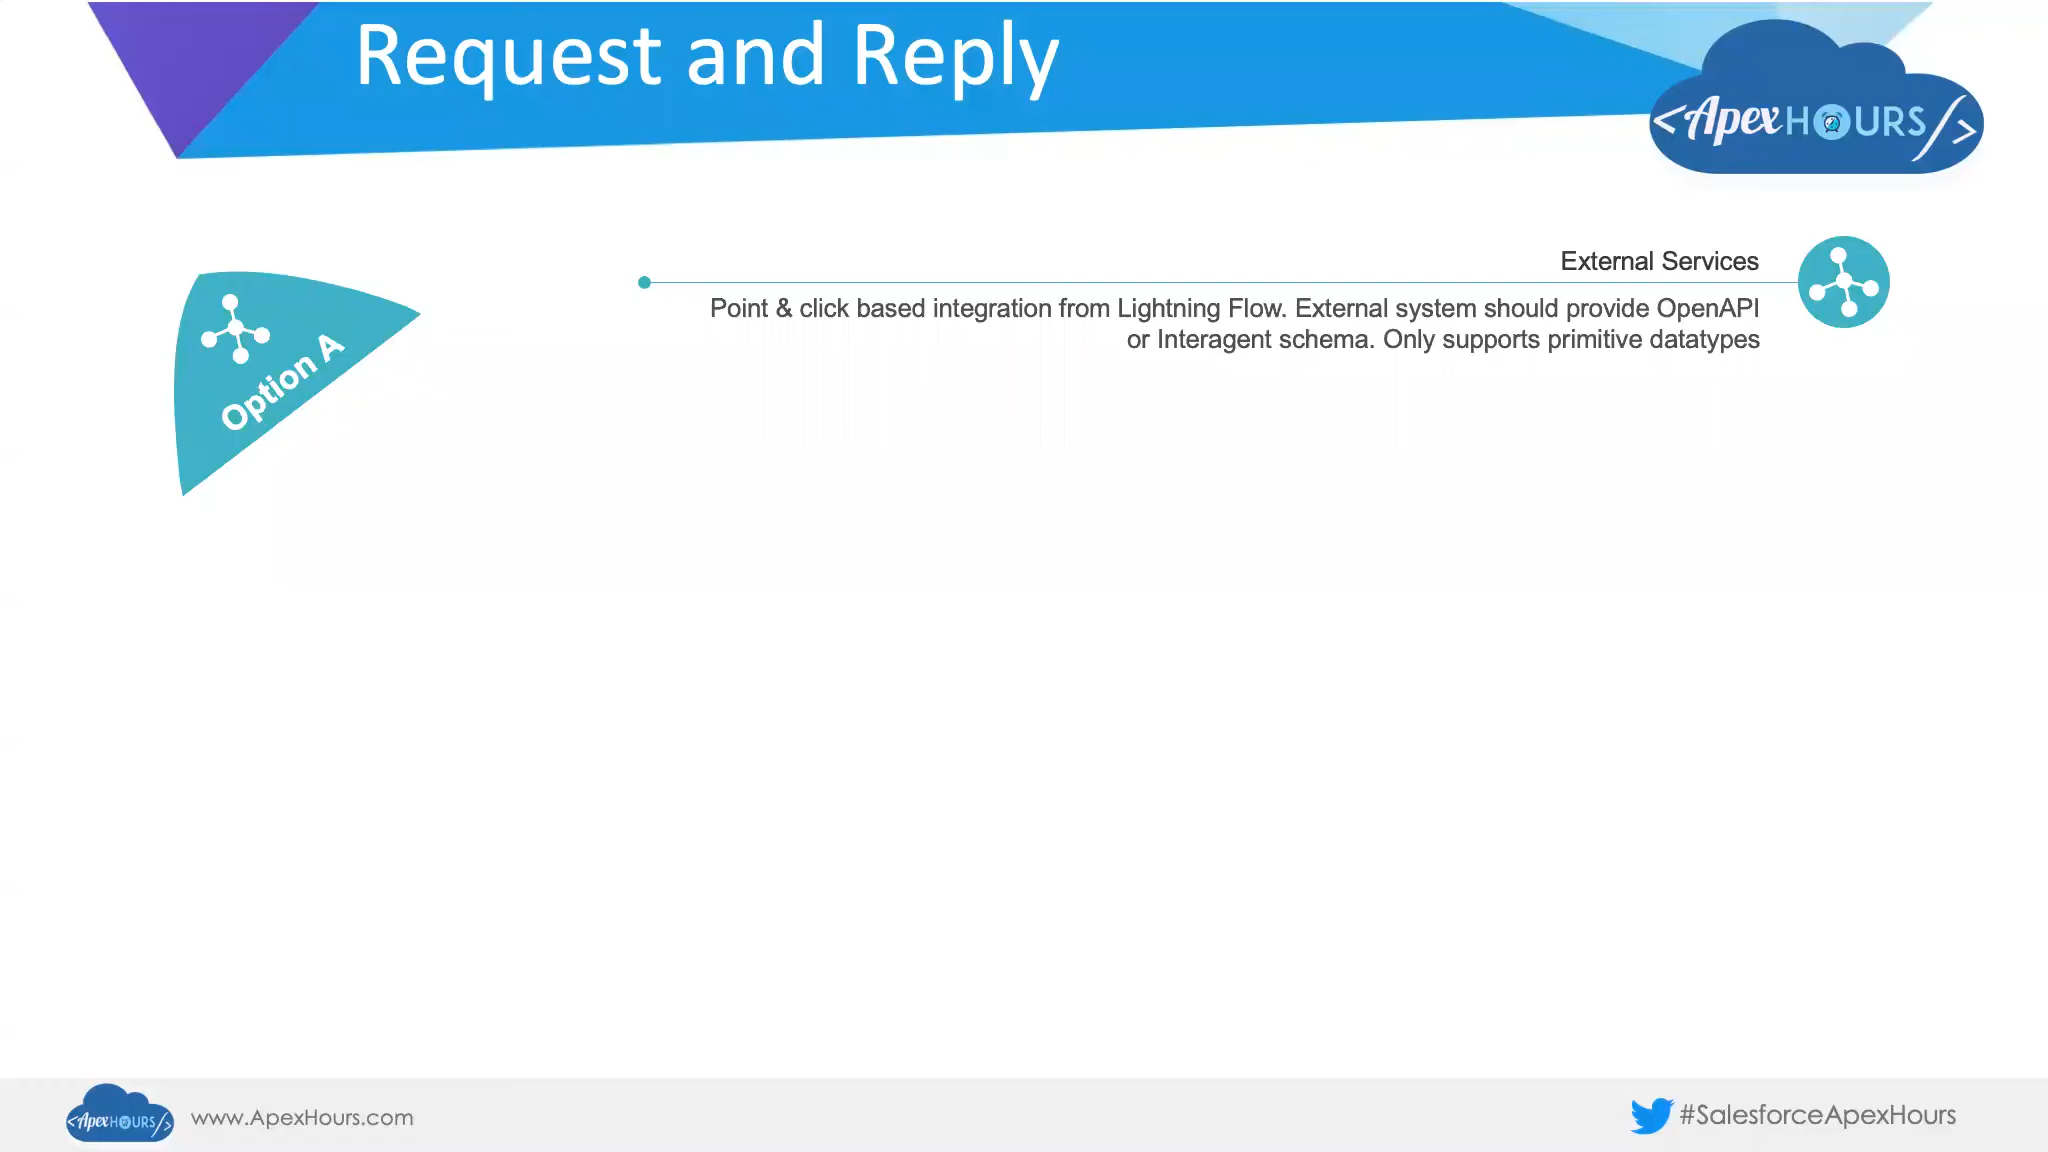 Request and Reply
<ApexHOURS/>
External Services
Point & click based integration from Lightning Flow. External system should provide OpenAPI
or Interagent schema. Only supports primitive datatypes
Option A
<ApexHOURS/>
www.ApexHours.com
#SalesforceApexHours